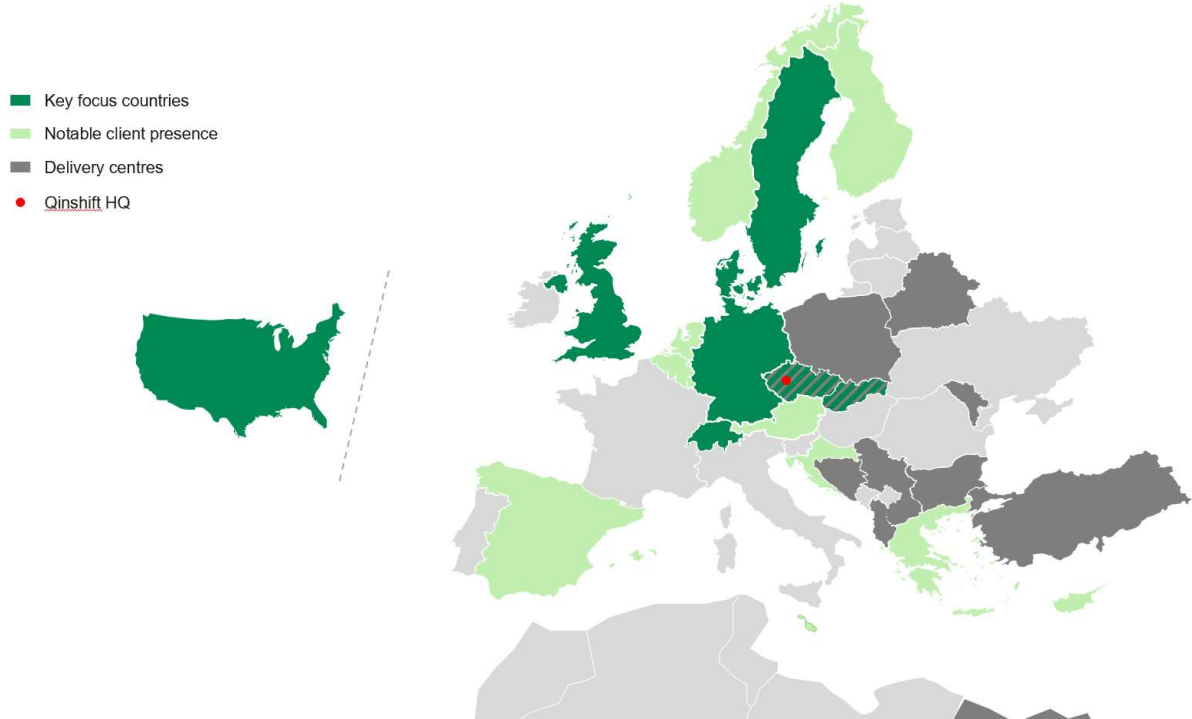 Key focus countries
Notable client presence
Delivery centres
Qinshift HQ